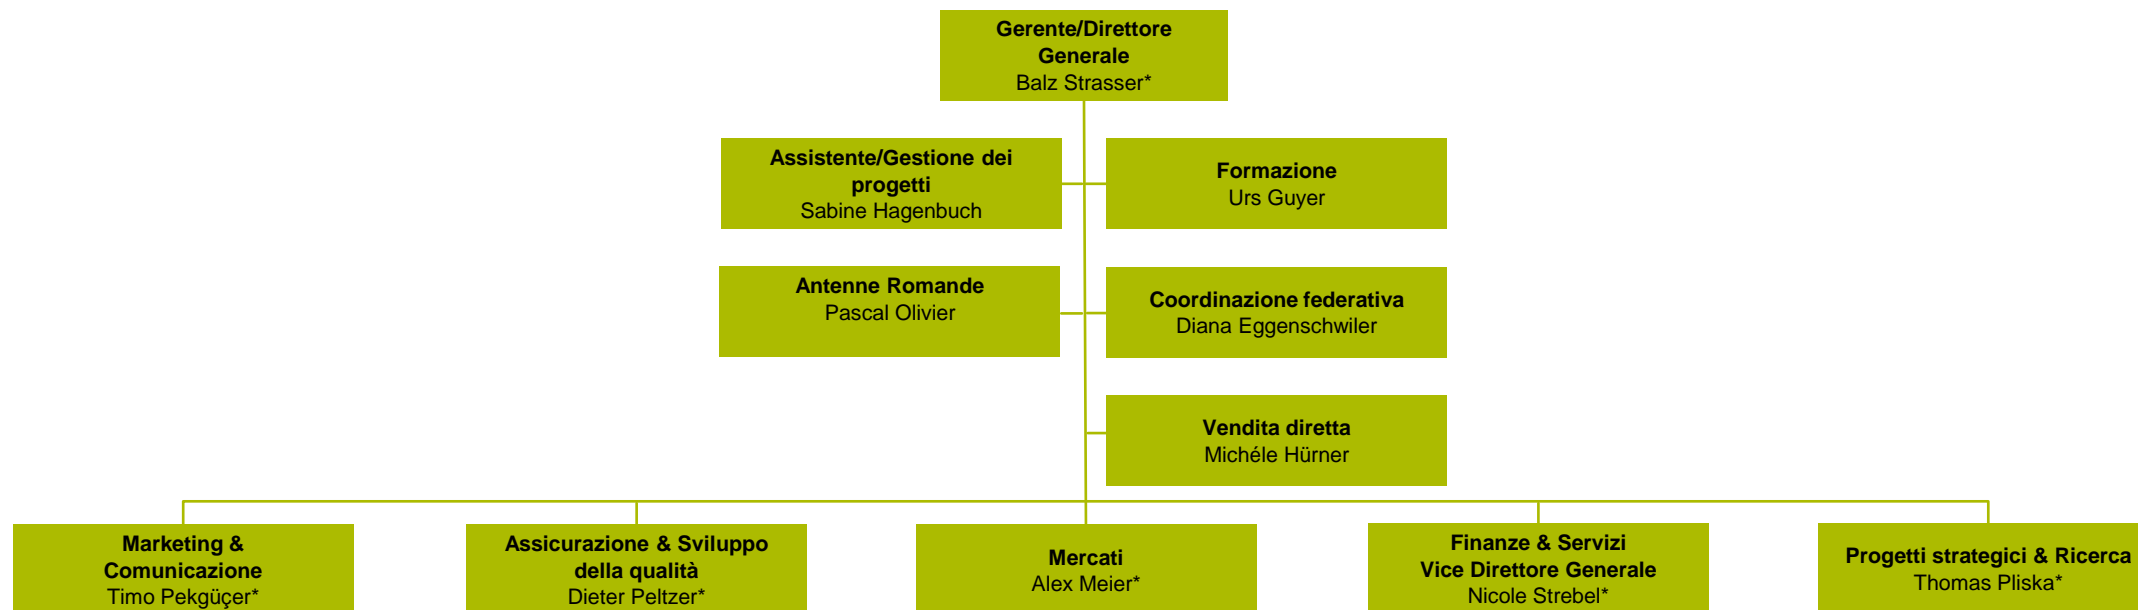 Gerente/Direttore
Generale
Balz Strasser*
Assistente/Gestione dei
progetti
Sabine Hagenbuch
Formazione
Urs Guyer
Antenne Romande
Pascal Olivier
Coordinazione federativa
Diana Eggenschwiler
Vendita diretta
Michéle Hürner
Marketing &
Comunicazione
Timo Pekgüçer*
Assicurazione & Sviluppo
della qualità
Dieter Peltzer*
Mercati
Alex Meier*
Finanze & Servizi
Vice Direttore Generale
Nicole Strebel*
Progetti strategici & Ricerca
Thomas Pliska*